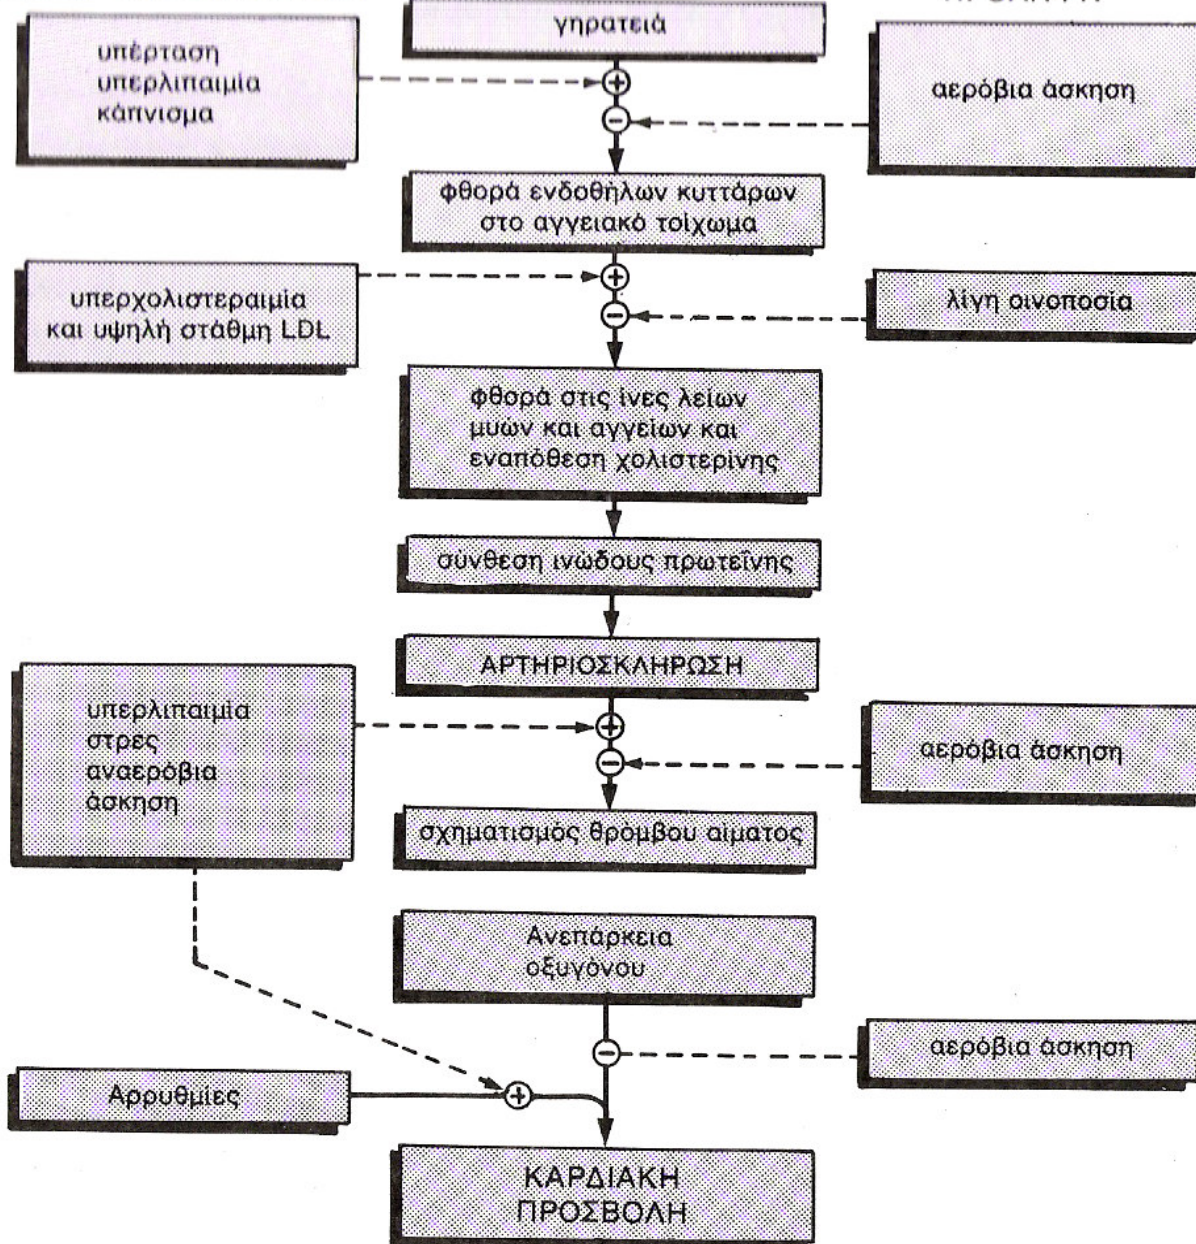 γηρατειά
υπέρταση
υπερλιπαιμία
κάπνισμα
αερόβια άσκηση
φθορά ενδοθήλων κυττάρων
στο αγγειακό τοίχωμα
υπερχολιστεραιμία
και υψηλή στάθμη LDL
λίγη οινοποσία
φθορά στις ίνες λείων
μυών και αγγείων και
εναπόθεση χολιστερίνης
σύνθεση ινώδους πρωτεΐνης
ΑΡΤΗΡΙΟΣΚΛΗΡΩΣΗ
υπερλιπαιμία
στρες
αναερόβια
άσκηση
αερόβια άσκηση
σχηματισμός θρόμβου αίματος
Ανεπάρκεια
οξυγόνου
αερόβια άσκηση
Αρρυθμίες
ΚΑΡΔΙΑΚΗ
ΠΡΟΣΒΟΛΗ